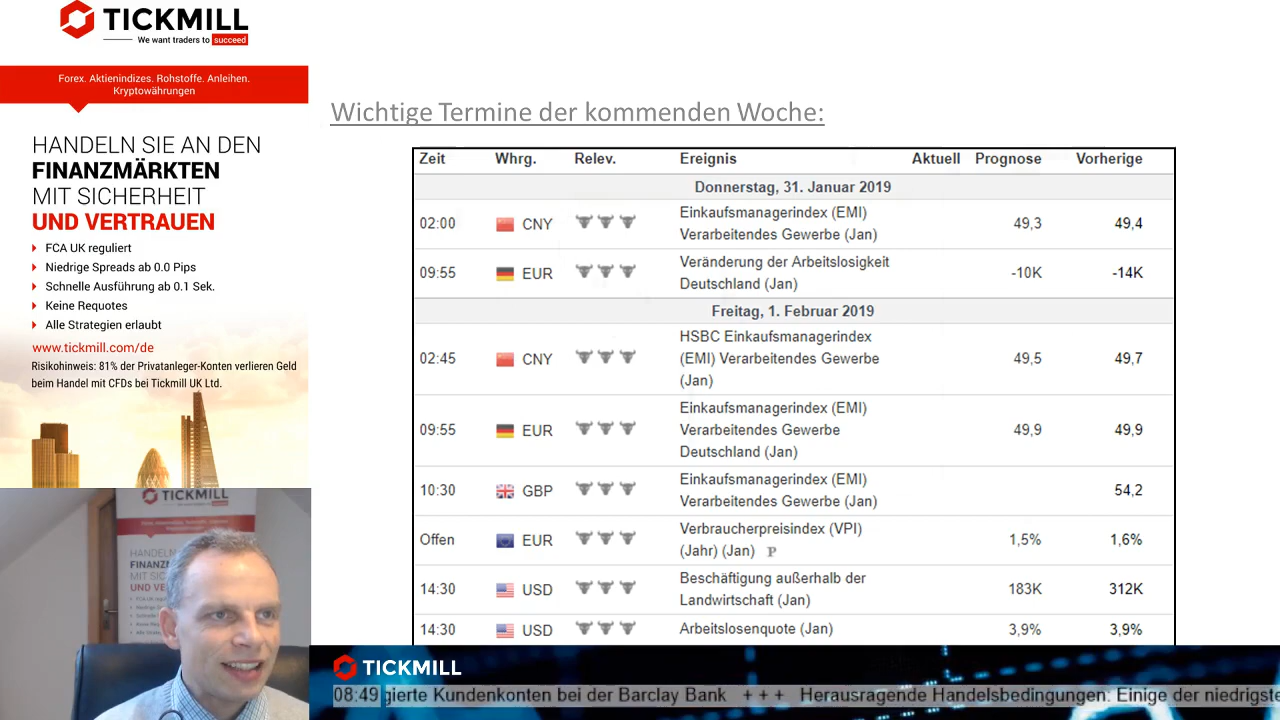 TICKMILL
We want traders to succeed
Forex. Aktienindizes. Rohstoffe. Anleihen.
Kryptowährungen
HANDELN SIE AN DEN
FINANZMÄRKTEN
MIT SICHERHEIT
UND VERTRAUEN
FCA UK reguliert
Niedrige Spreads ab 0.0 Pips
Schnelle Ausführung ab 0.1 Sek.
Keine Requotes
Alle Strategien erlaubt
www.tickmill.com/de
Risikohinweis: 81% der Privatanleger-Konten verlieren Geld
beim Handel mit CFDs bei Tickmill UK Ltd.
Wichtige Termine der kommenden Woche:
Zeit Whrg. Relev. Ereignis Aktuell Prognose Vorherige
Donnerstag, 31. Januar 2019
02:00 CNY Einkaufsmanagerindex (EMI) 49,3 49,4
Verarbeitendes Gewerbe (Jan)
09:55 EUR Veränderung der Arbeitslosigkeit -10K -14K
Deutschland (Jan)
Freitag, 1. Februar 2019
02:45 CNY HSBC Einkaufsmanagerindex 49,5 49,7
(EMI) Verarbeitendes Gewerbe
(Jan)
09:55 EUR Einkaufsmanagerindex (EMI) 49,9 49,9
Verarbeitendes Gewerbe
Deutschland (Jan)
10:30 GBP Einkaufsmanagerindex (EMI) 54,2
Verarbeitendes Gewerbe (Jan)
Offen EUR Verbraucherpreisindex (VPI) 1,5% 1,6%
(Jahr) (Jan) P
14:30 USD Beschäftigung außerhalb der 183K 312K
Landwirtschaft (Jan)
14:30 USD Arbeitslosenquote (Jan) 3,9% 3,9%
TICKMILL
HANDELN
FINANZ
MIT SIC
UND VE
TICKMILL
08:49 gierte Kundenkonten bei der Barclay Bank + + + Herausragende Handelsbedingungen: Einige der niedrigste